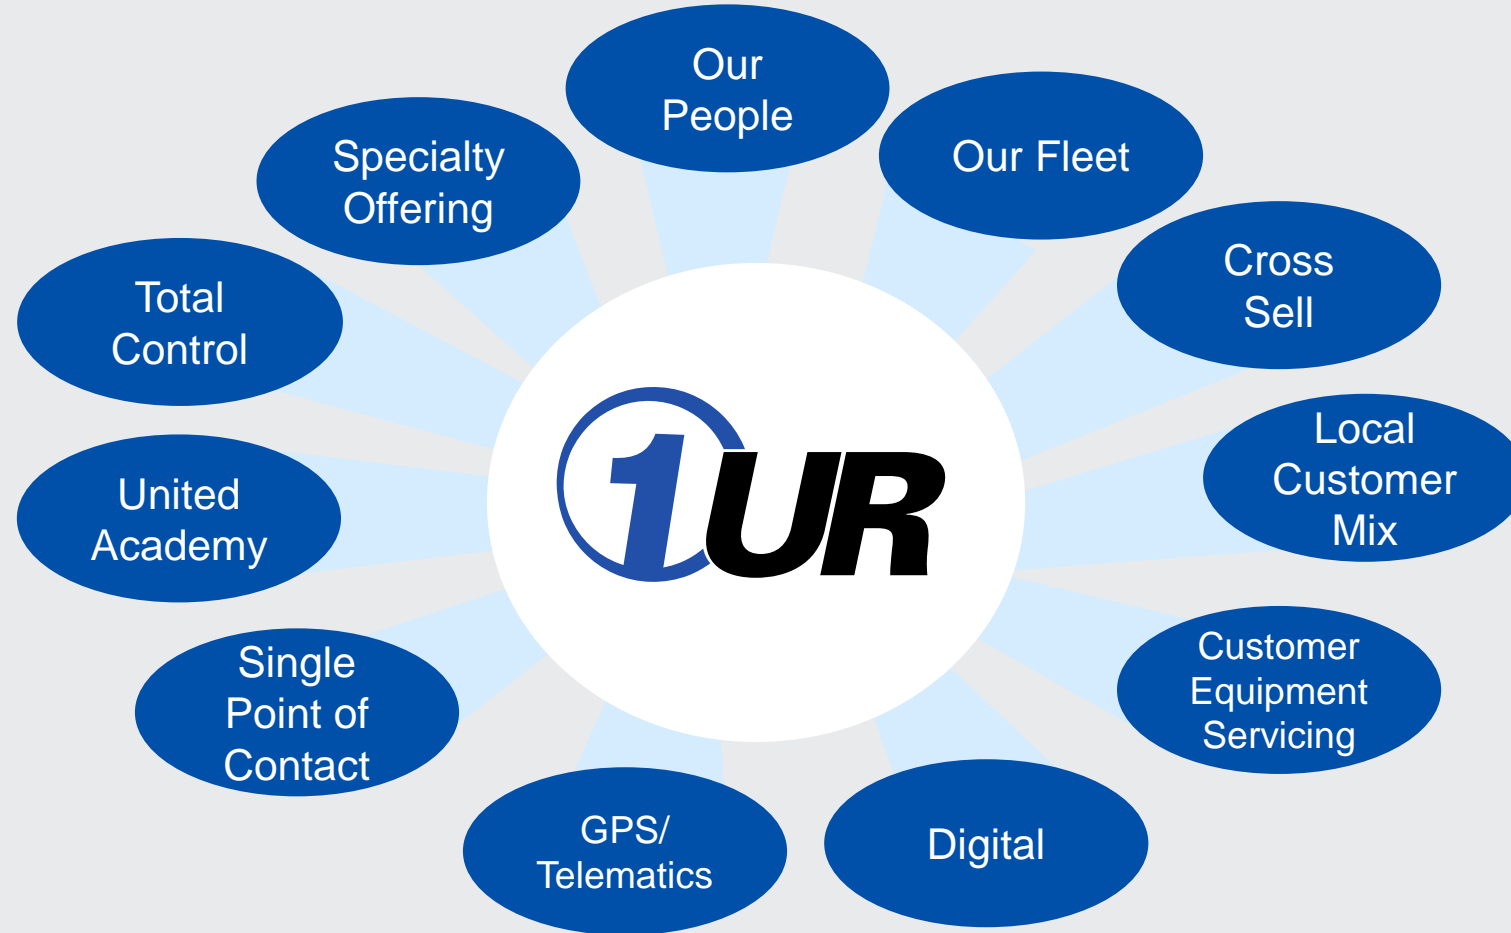 Our
People
Our Fleet
Specialty
Offering
Cross
Sell
Total
Control
Local
Customer
Mix
1UR
United
Academy
Customer
Equipment
Servicing
Single
Point of
Contact
GPS/
Telematics
Digital